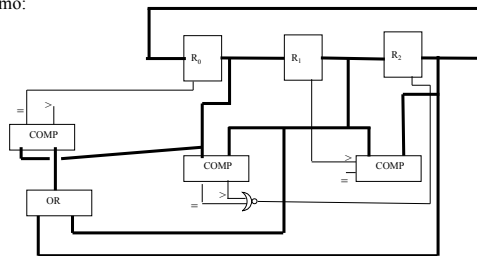 mo:
R0 R1 R2
= >
COMP
COMP
> COMP
=
OR
>
=